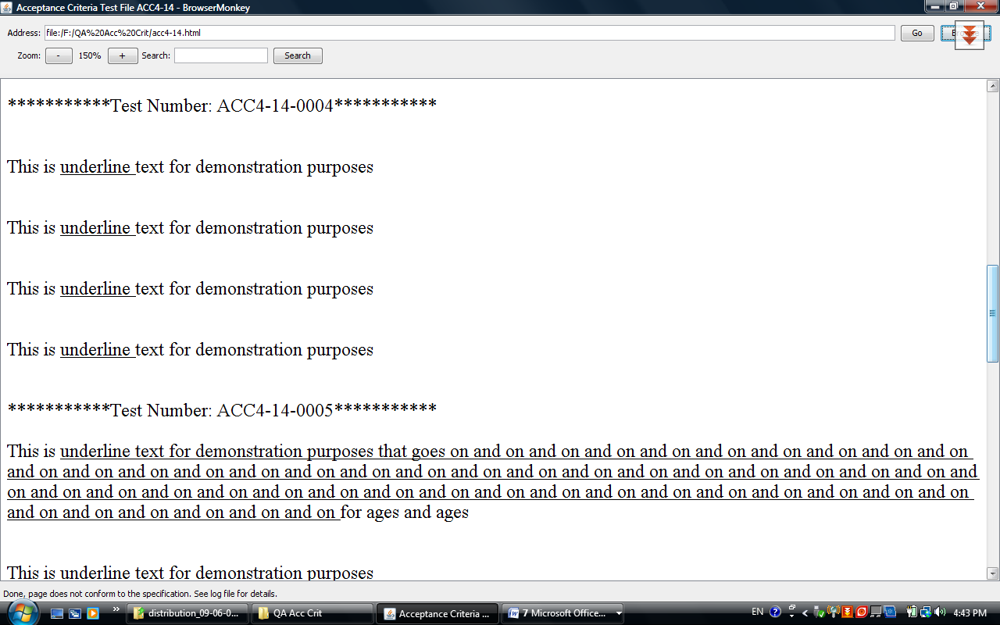 Acceptance Criteria Test File ACC4-14 - BrowserMonkey
Address: file:/F:/QA%20Acc%20Crit/acc4-14.html Go
Zoom: - 150% + Search: Search
***********Test Number: ACC4-14-0004***********
This is underline text for demonstration purposes
This is underline text for demonstration purposes
This is underline text for demonstration purposes
This is underline text for demonstration purposes
***********Test Number: ACC4-14-0005***********
This is underline text for demonstration purposes that goes on and on and on and on and on and on and on and on and on and on and on
and on and on and on and on and on and on and on and on and on and on and on and on and on and on and on and on and on and
on and on and on and on and on and on and on and on and on and on and on and on and on and on and on and on and on and on
and on and on and on and on and on and on for ages and ages
This is underline text for demonstration purposes
Done, page does not conform to the specification. See log file for details.
distribution_09-06-0... QA Acc Crit Acceptance Criteria ... 7 Microsoft Office... EN 4:43 PM